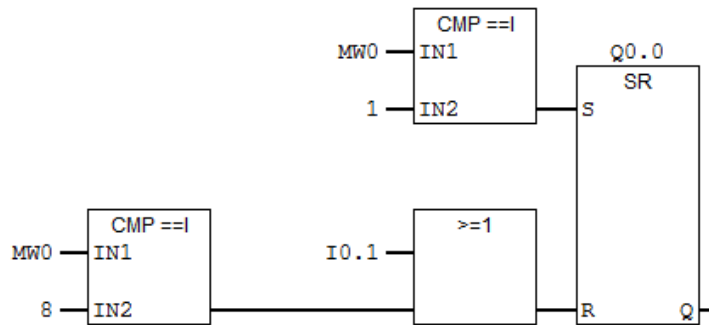 CMP ==I
MW0 IN1
Q0.0
SR
1 IN2
S
CMP ==I
>=1
MW0 IN1
I0.1
8 IN2
R Q